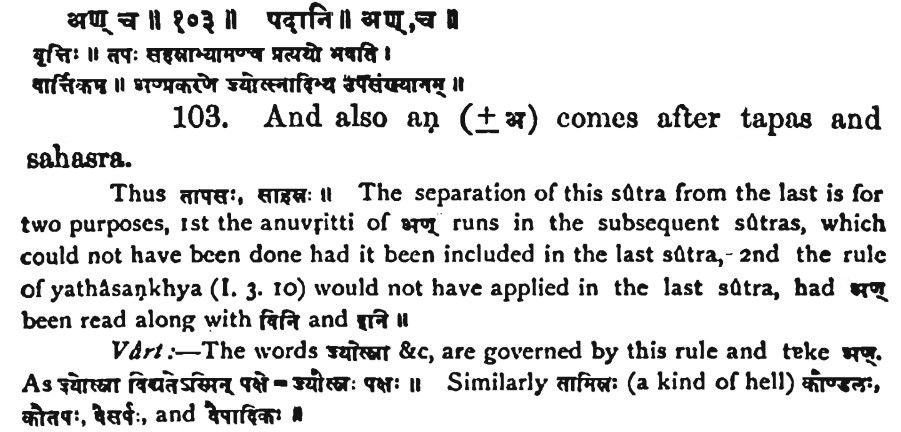 अण् च ॥ १०३ ॥ पदानि ॥ अण्, च ॥
वृत्तिः ॥ तपः सहस्राभ्यामण्च प्रत्ययो भवति ।
वार्त्तिकम् ॥ अण्प्रकरणे ज्योत्स्नादिभ्य उपसंख्यानम् ॥
103. And also aṇ (± अ) comes after tapas and
sahasra.
Thus तापसः, साहस्रः ॥ The separation of this sûtra from the last is for
two purposes, 1st the anuvṛitti of अण् runs in the subsequent sûtras, which
could not have been done had it been included in the last sûtra,- 2nd the rule
of yathâsaṇkhya (I. 3. 10) would not have applied in the last sûtra, had अण्
been read along with विनि and इनि ॥
Vârt :—The words ज्योत्स्ना &c, are governed by this rule and take अण्.
As ज्योत्स्ना विद्यतेऽस्मिन् पक्षे = ज्यौत्स्नः पक्षः ॥ Similarly तामिस्रः (a kind of hell) कौण्डलः,
कौतपः, वैसर्पः, and वैपादिकः ॥